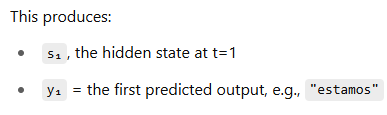 This produces:
• s₁, the hidden state at t=1
• y₁ = the first predicted output, e.g., "estamos"